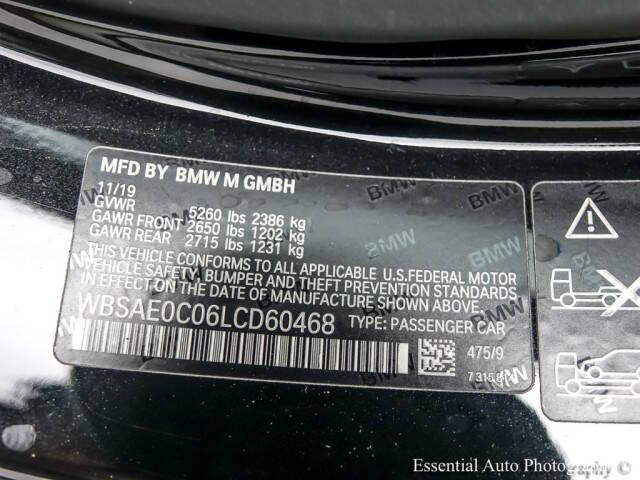 MFD BY BMW M GMBH
11/19
GVWR 5260 lbs 2386 kg
GAWR FRONT 2650 lbs 1202 kg
GAWR REAR 2715 lbs 1231 kg
THIS VEHICLE CONFORMS TO ALL APPLICABLE U.S.FEDERAL MOTOR
VEHICLE SAFETY, BUMPER AND THEFT PREVENTION STANDARDS
IN EFFECT ON THE DATE OF MANUFACTURE SHOWN ABOVE.
WBSAE0C06LCD60468 TYPE: PASSENGER CAR
475/9
BMW
BMW
BMW
BMW
N
Essential Auto Photography ©